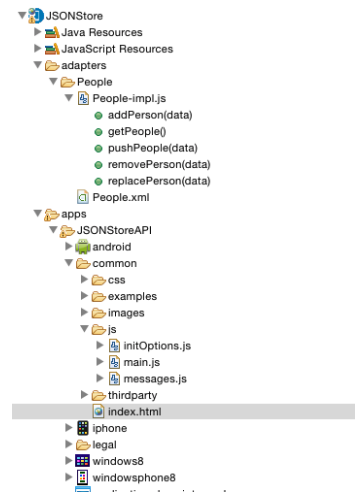 JSONStore
Java Resources
JavaScript Resources
adapters
People
People-impl.js
addPerson(data)
getPeople()
pushPeople(data)
removePerson(data)
replacePerson(data)
People.xml
apps
JSONStoreAPI
android
common
css
examples
images
js
initOptions.js
main.js
messages.js
thirdparty
index.html
iphone
legal
windows8
windowsphone8